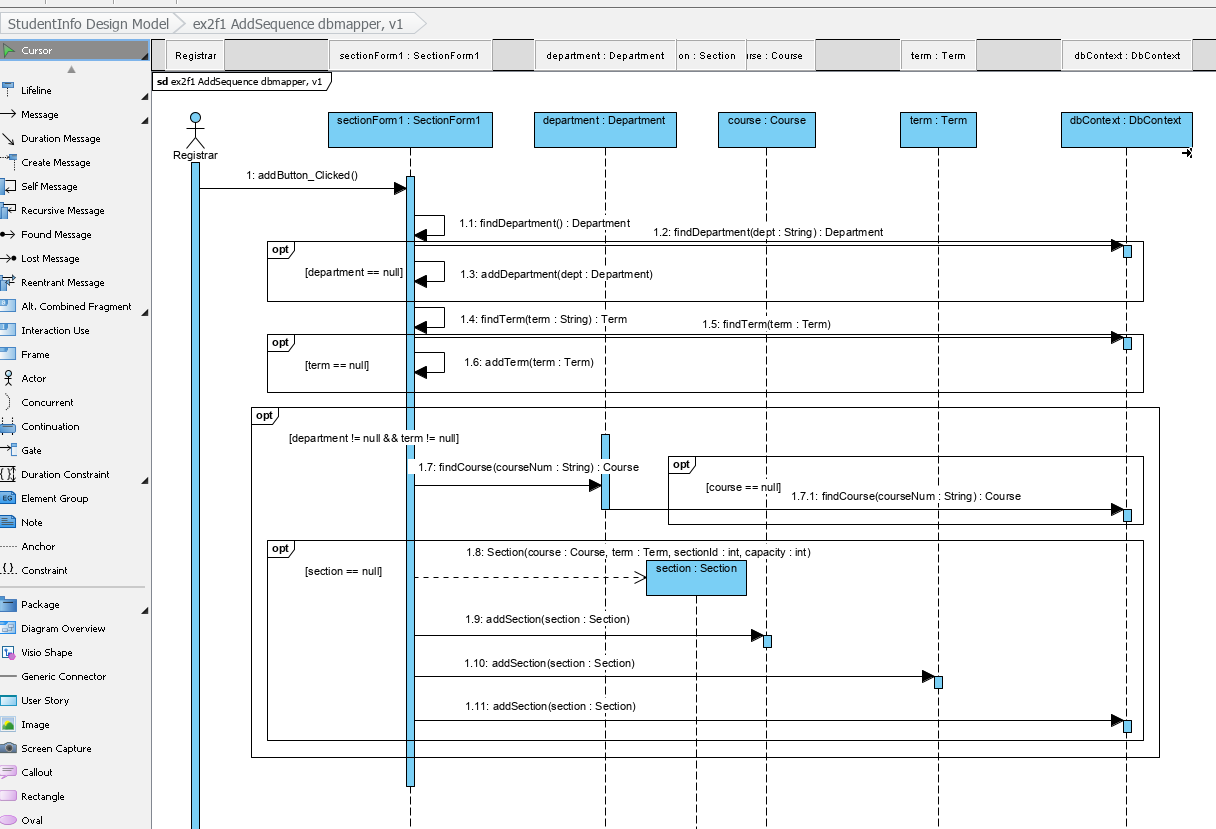 StudentInfo Design Model
ex2f1 AddSequence dbmapper, v1
Cursor
Lifeline
Message
Duration Message
Create Message
Self Message
Recursive Message
Found Message
Lost Message
Reentrant Message
Alt. Combined Fragment
Interaction Use
Frame
Actor
Concurrent
Continuation
Gate
Duration Constraint
EG Element Group
Note
Anchor
Constraint
Package
Diagram Overview
Visio Shape
Generic Connector
User Story
Image
Screen Capture
Callout
Rectangle
Oval
Registrar
sectionForm1 : SectionForm1
department : Department
on : Section
rse : Course
term : Term
dbContext : DbContext
sd ex2f1 AddSequence dbmapper, v1
Registrar
sectionForm1 : SectionForm1
department : Department
course : Course
term : Term
dbContext : DbContext
1: addButton_Clicked()
1.1: findDepartment() : Department
1.2: findDepartment(dept : String) : Department
opt
[department == null]
1.3: addDepartment(dept : Department)
1.4: findTerm(term : String) : Term
1.5: findTerm(term : Term)
opt
[term == null]
1.6: addTerm(term : Term)
opt
[department != null && term != null]
1.7: findCourse(courseNum : String) : Course
opt
[course == null]
1.7.1: findCourse(courseNum : String) : Course
opt
[section == null]
1.8: Section(course : Course, term : Term, sectionId : int, capacity : int)
section : Section
1.9: addSection(section : Section)
1.10: addSection(section : Section)
1.11: addSection(section : Section)